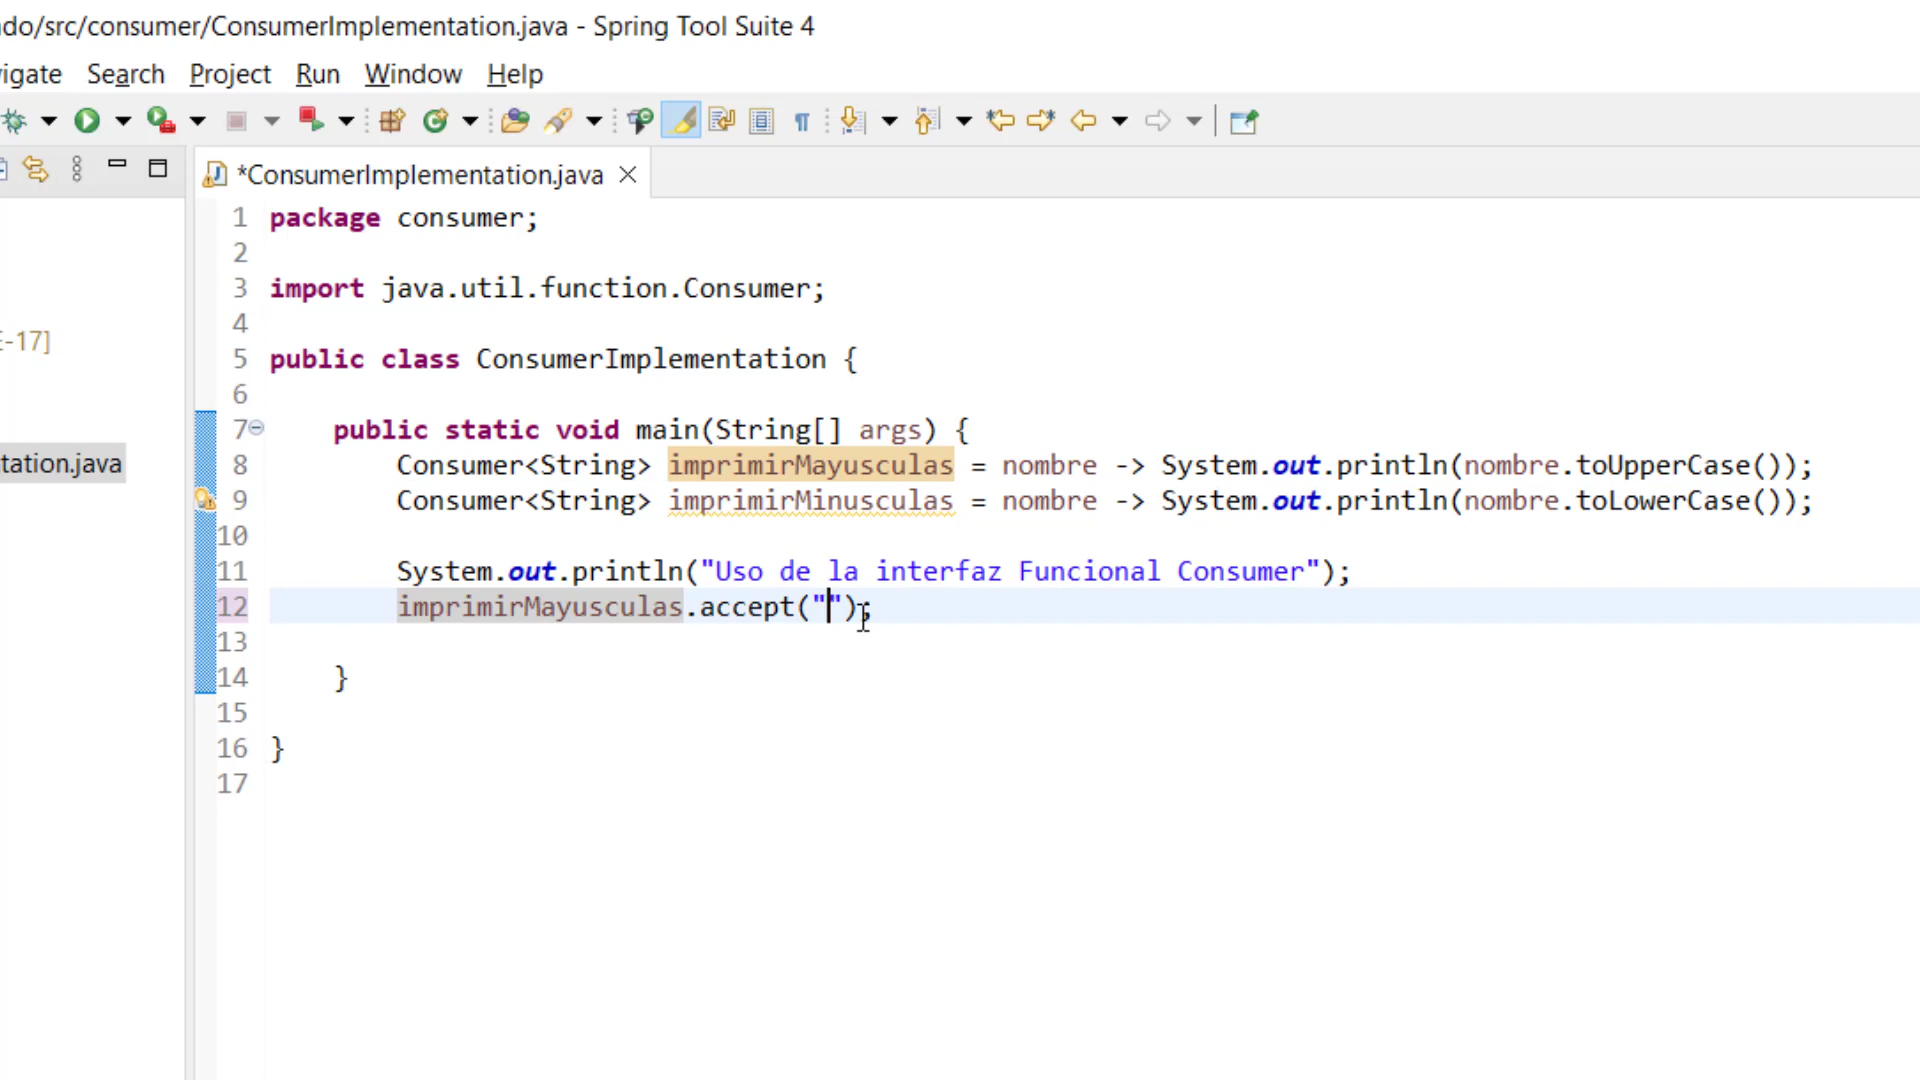 do/src/consumer/ConsumerImplementation.java - Spring Tool Suite 4
igate Search Project Run Window Help
*ConsumerImplementation.java
E-17]
tation.java
1 package consumer;
2
3 import java.util.function.Consumer;
4
5 public class ConsumerImplementation {
6
7 public static void main(String[] args) {
8 Consumer<String> imprimirMayusculas = nombre -> System.out.println(nombre.toUpperCase());
9 Consumer<String> imprimirMinusculas = nombre -> System.out.println(nombre.toLowerCase());
10
11 System.out.println("Uso de la interfaz Funcional Consumer");
12 imprimirMayusculas.accept("");
13
14 }
15
16 }
17